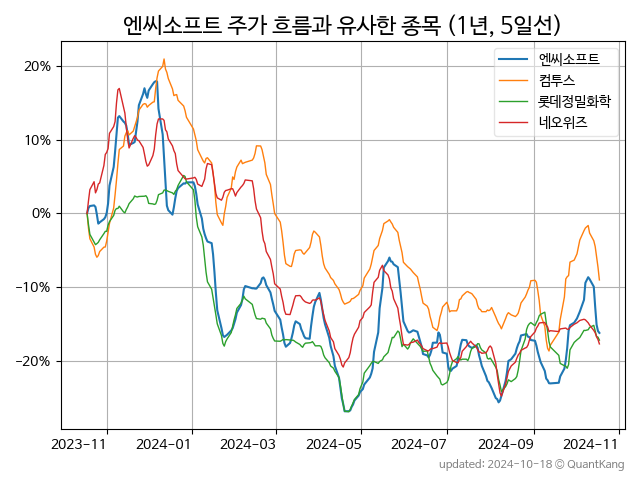 엔씨소프트 주가 흐름과 유사한 종목 (1년, 5일선)
엔씨소프트
컴투스
롯데정밀화학
네오위즈
20%
10%
0%
−10%
−20%
2023-11 2024-01 2024-03 2024-05 2024-07 2024-09 2024-11
updated: 2024-10-18 © QuantKang